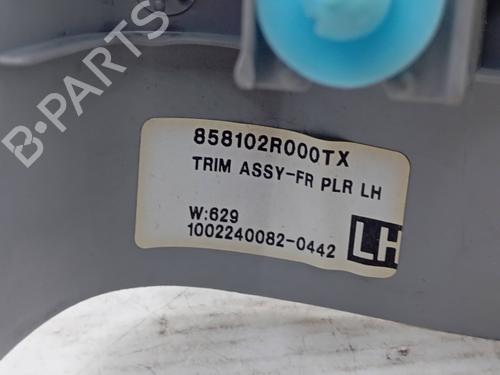 B-PARTS
858102R000TX
TRIM ASSY-FR PLR LH
W:629
1002240082-0442
LH